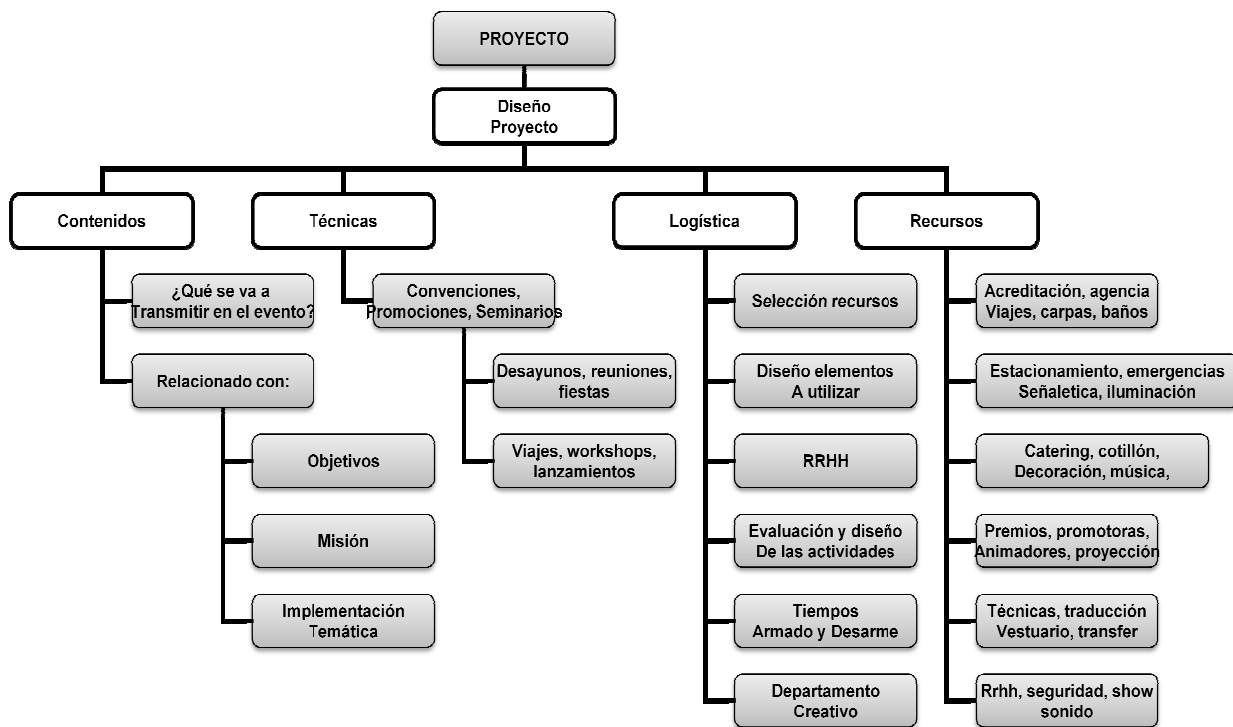 PROYECTO
Diseño
Proyecto
Contenidos
Técnicas
Logística
Recursos
¿Qué se va a
Transmitir en el evento?
Relacionado con:
Objetivos
Misión
Implementación
Temática
Convenciones,
Promociones, Seminarios
Desayunos, reuniones,
fiestas
Viajes, workshops,
lanzamientos
Selección recursos
Diseño elementos
A utilizar
RRHH
Evaluación y diseño
De las actividades
Tiempos
Armado y Desarme
Departamento
Creativo
Acreditación, agencia
Viajes, carpas, baños
Estacionamiento, emergencias
Señaletica, iluminación
Catering, cotillón,
Decoración, música,
Premios, promotoras,
Animadores, proyección
Técnicas, traducción
Vestuario, transfer
Rrhh, seguridad, show
sonido